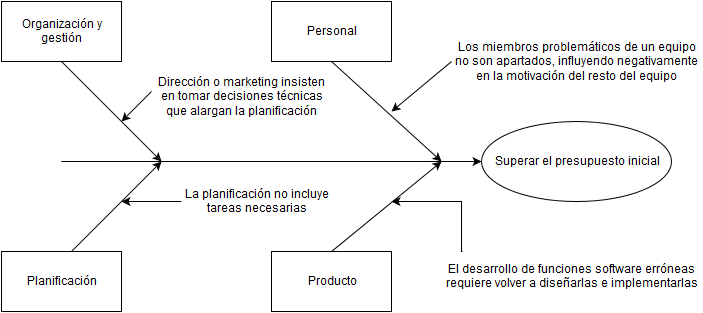 Organización y
gestión
Personal
Los miembros problemáticos de un equipo
no son apartados, influyendo negativamente
en la motivación del resto del equipo
Dirección o marketing insisten
en tomar decisiones técnicas
que alargan la planificación
Superar el presupuesto inicial
La planificación no incluye
tareas necesarias
Planificación
Producto
El desarrollo de funciones software erróneas
requiere volver a diseñarlas e implementarlas